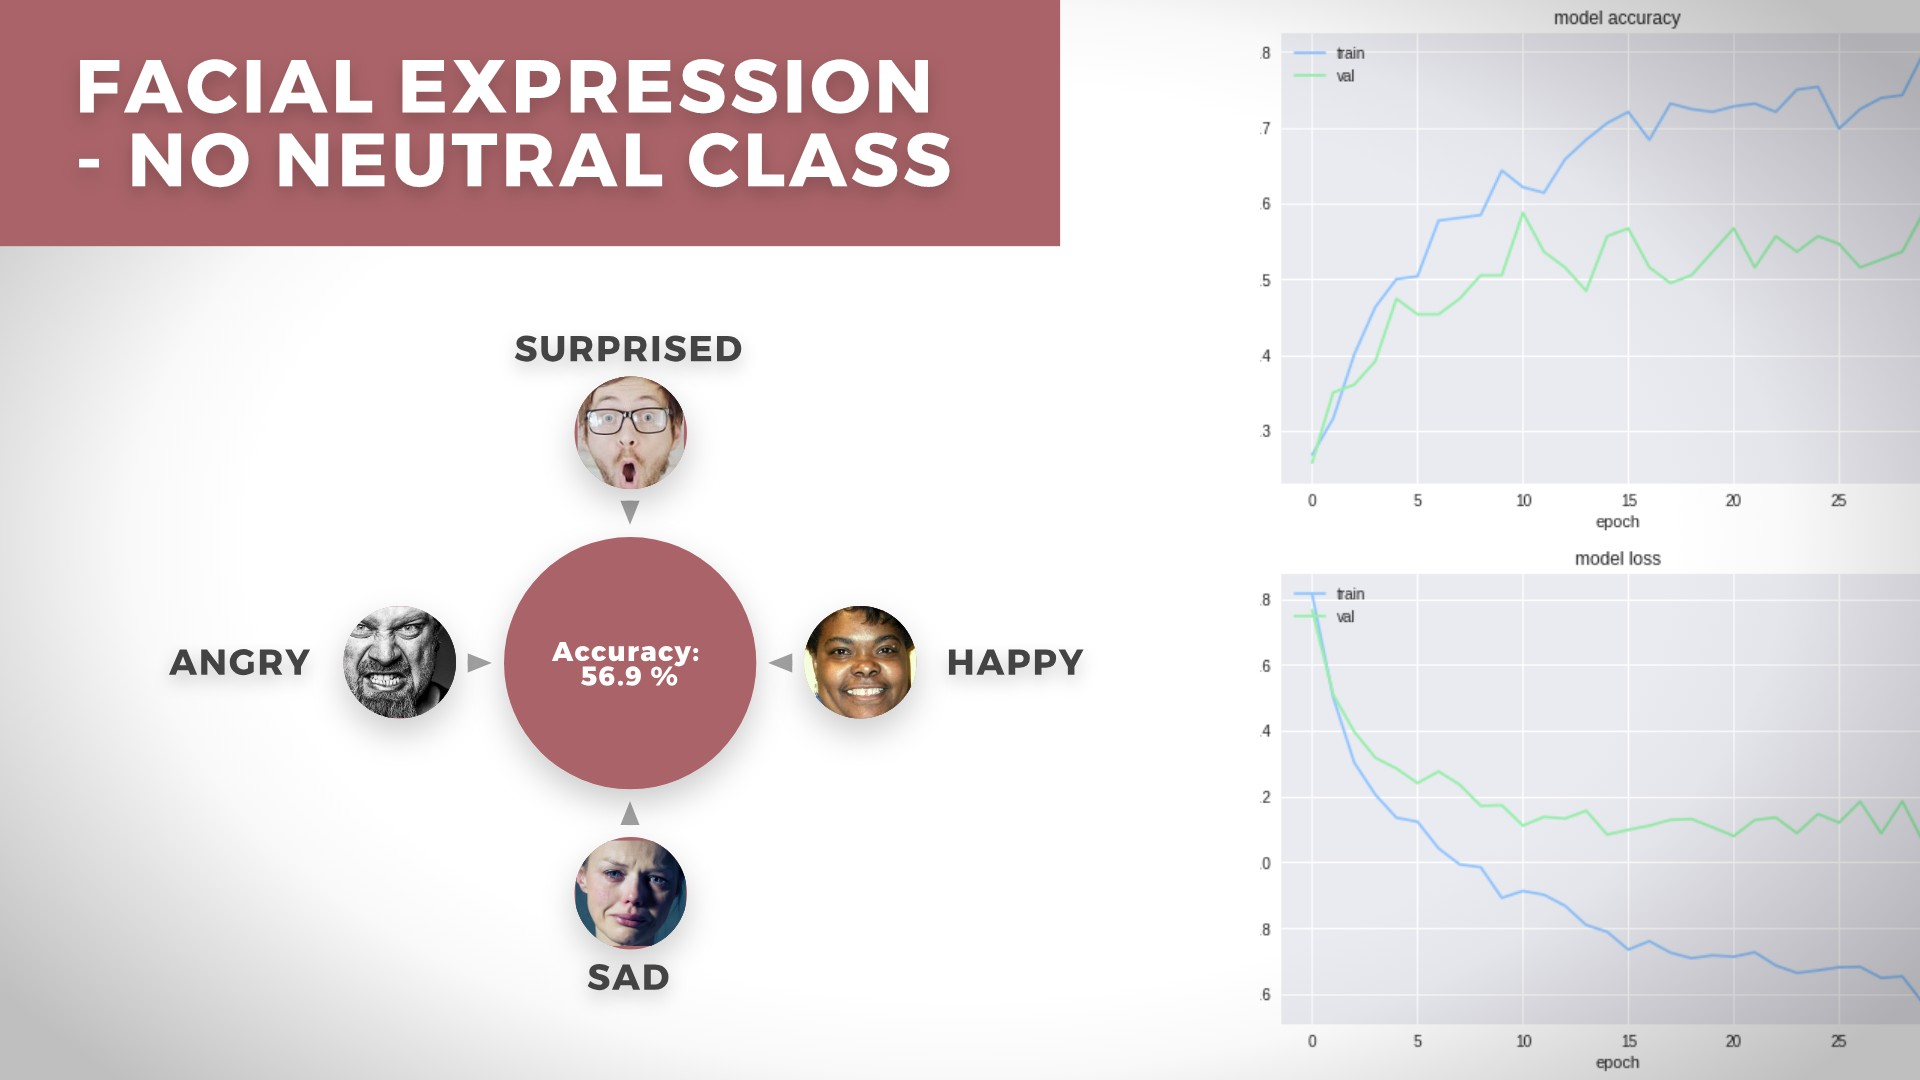 FACIAL EXPRESSION
- NO NEUTRAL CLASS
SURPRISED
ANGRY
Accuracy:
56.9 %
HAPPY
SAD
model accuracy
train
val
.8
.7
.6
.5
.4
.3
0 5 10 15 20 25
epoch
model loss
train
val
.8
.6
.4
.2
.0
.8
.6
0 5 10 15 20 25
epoch